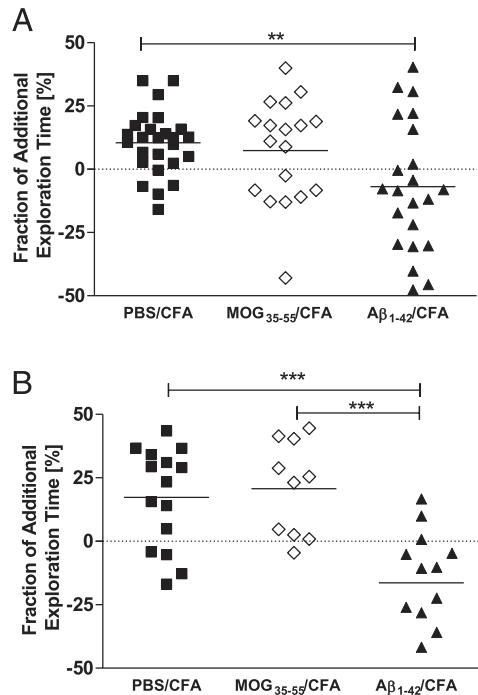 A
Fraction of Additional
Exploration Time [%]
50
25
0
-25
-50
**
PBS/CFA
MOG35-55/CFA
Aβ1-42/CFA
B
Fraction of Additional
Exploration Time [%]
50
25
0
-25
-50
***
***
PBS/CFA
MOG35-55/CFA
Aβ1-42/CFA